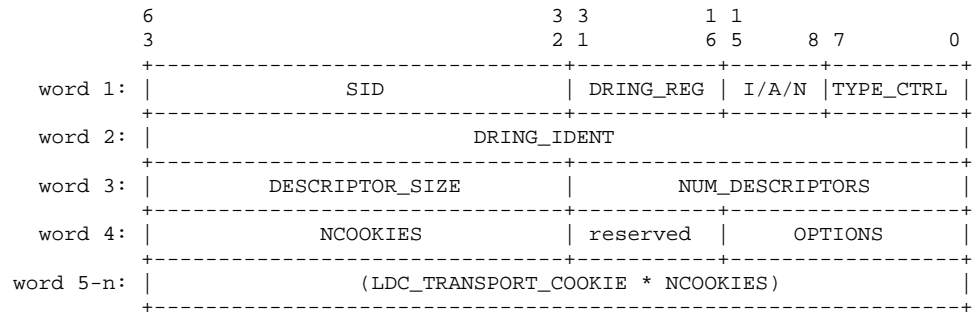 6 3 3 1 1
3 2 1 6 5 8 7 0
word 1: | SID | DRING_REG | I/A/N |TYPE_CTRL |
word 2: | DRING_IDENT |
word 3: | DESCRIPTOR_SIZE | NUM_DESCRIPTORS |
word 4: | NCOOKIES | reserved | OPTIONS |
word 5-n: | (LDC_TRANSPORT_COOKIE * NCOOKIES) |